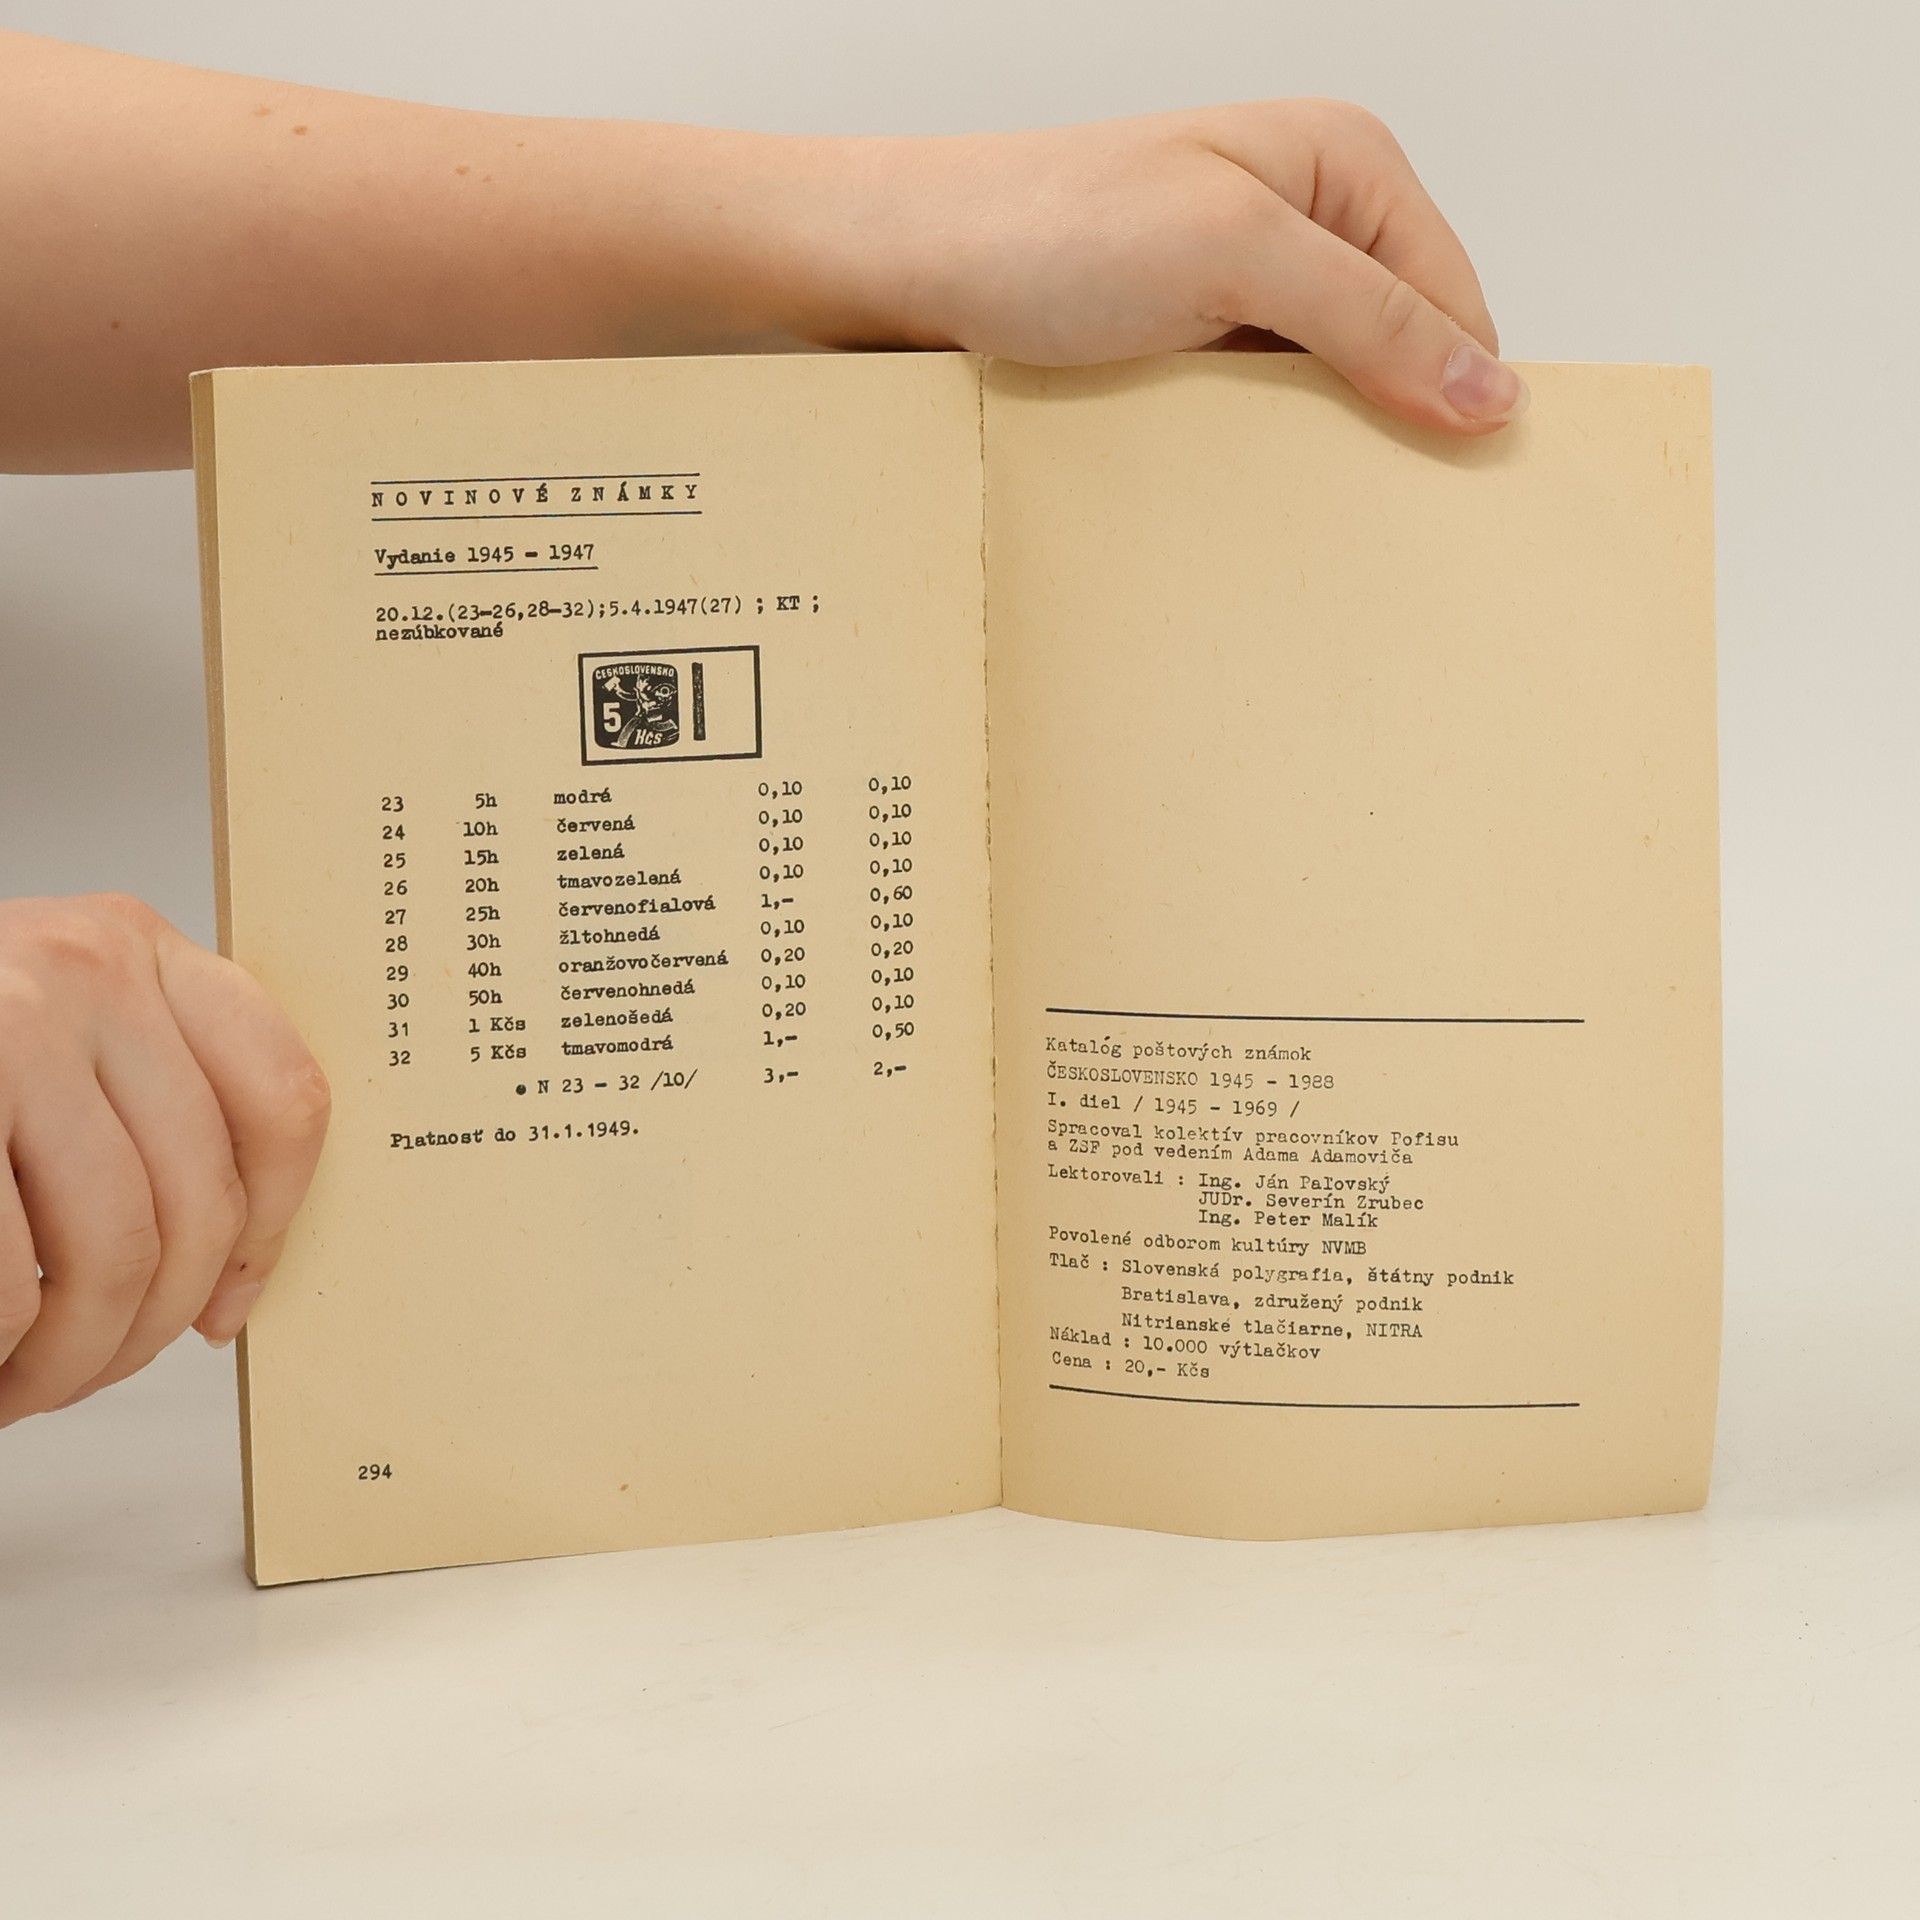 NOVINOVÉ ZNÁMKY
Vydanie 1945 - 1947
20.12.(23-26,28-32);5.4.1947(27) ; KT ;
nezúbkované
ČESKOSLOVENSKO
5
Hčs
23 5h modrá 0,10 0,10
24 10h červená 0,10 0,10
25 15h zelená 0,10 0,10
26 20h tmavozelená 0,10 0,10
27 25h červenofialová 1,- 0,60
28 30h žltohnedá 0,10 0,10
29 40h oranžovočervená 0,20 0,20
30 50h červenohnedá 0,10 0,10
31 1 Kčs zelenošedá 0,20 0,10
32 5 Kčs tmavomodrá 1,- 0,50
● N 23 - 32 /10/ 3,- 2,-
Platnosť do 31.1.1949.
294
Katalóg poštových známok
ČESKOSLOVENSKO 1945 - 1988
I. diel / 1945 - 1969 /
Spracoval kolektív pracovníkov Pofisu
a ZSF pod vedením Adama Adamoviča
Lektorovali : Ing. Ján Paľovský
JUDr. Severín Zrubec
Ing. Peter Malík
Povolené odborom kultúry NVMB
Tlač : Slovenská polygrafia, štátny podnik
Bratislava, združený podnik
Nitrianske tlačiarne, NITRA
Náklad : 10.000 výtlačkov
Cena : 20,- Kčs